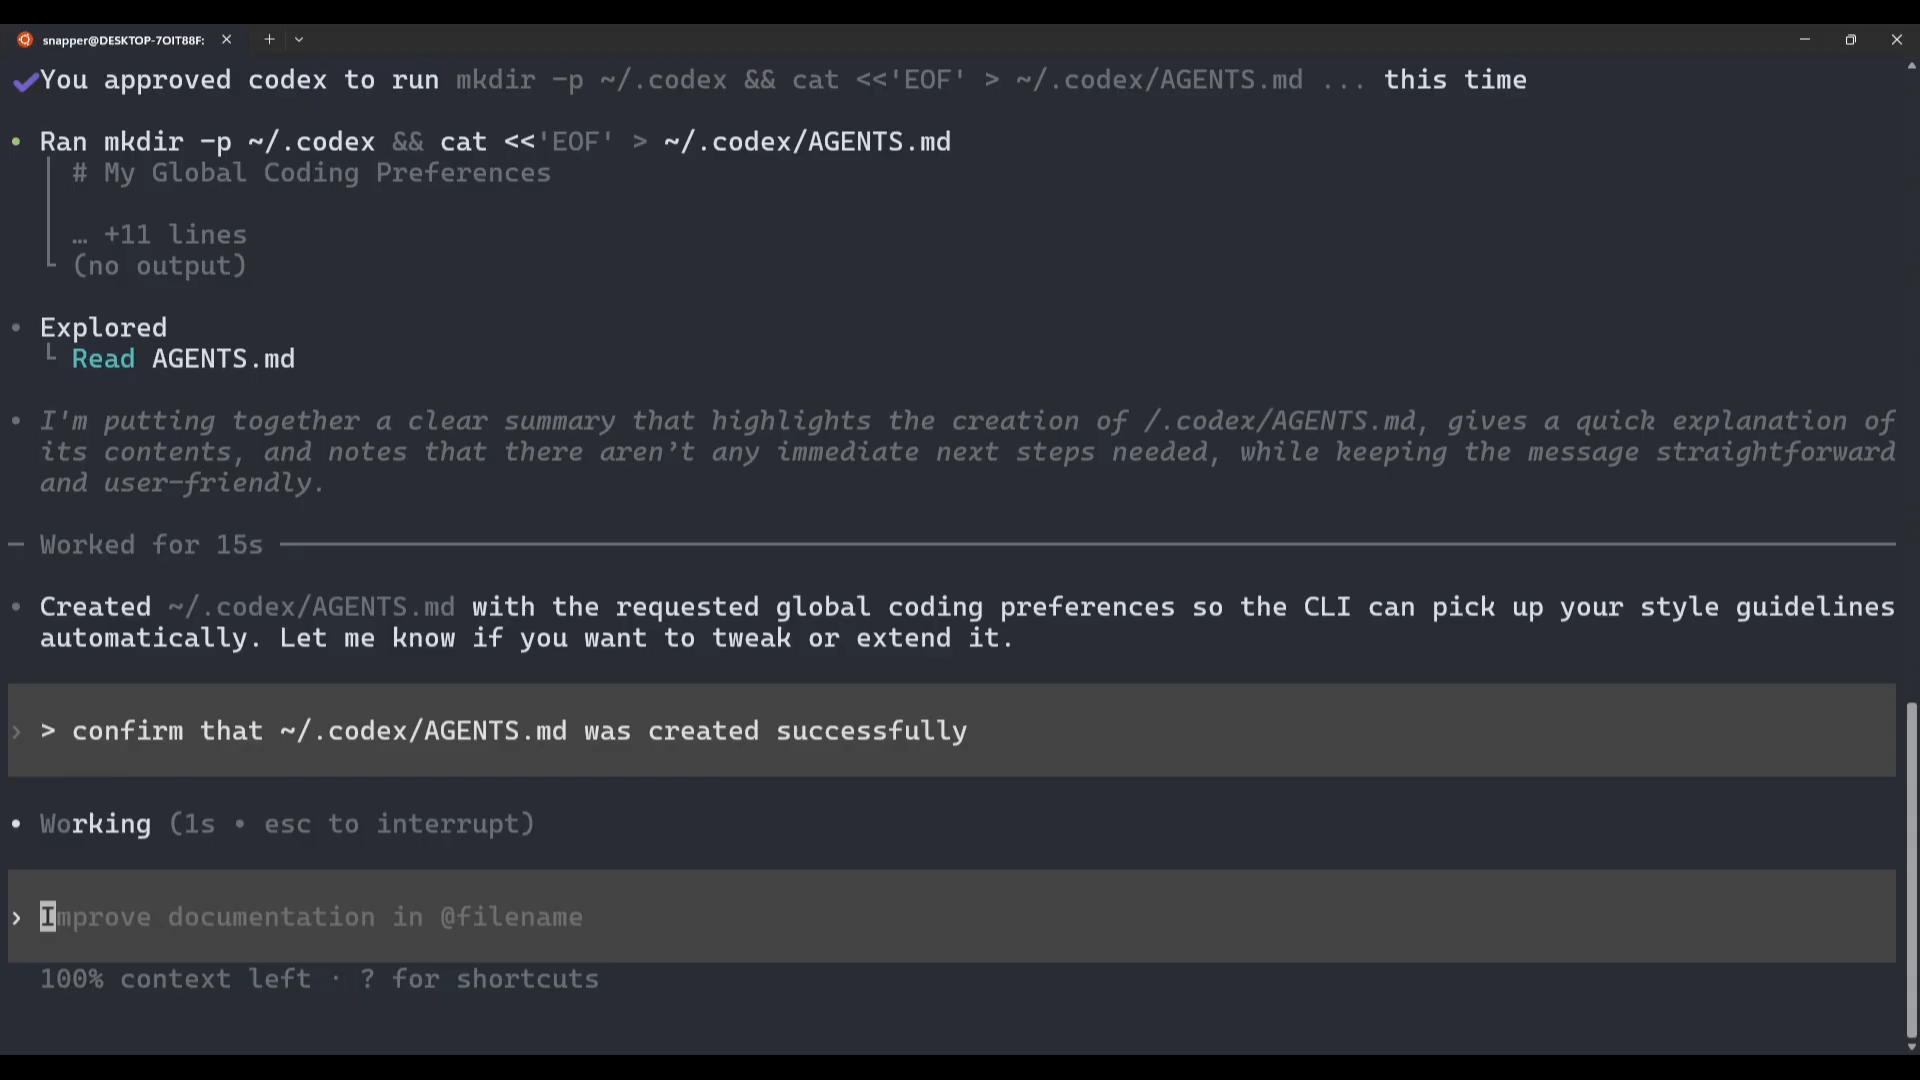 snapper@DESKTOP-7OIT88F:
You approved codex to run mkdir -p ~/.codex && cat <<'EOF' > ~/.codex/AGENTS.md ... this time
• Ran mkdir -p ~/.codex && cat <<'EOF' > ~/.codex/AGENTS.md
# My Global Coding Preferences
… +11 lines
(no output)
• Explored
└ Read AGENTS.md
• I'm putting together a clear summary that highlights the creation of /.codex/AGENTS.md, gives a quick explanation of
its contents, and notes that there aren’t any immediate next steps needed, while keeping the message straightforward
and user-friendly.
─ Worked for 15s
• Created ~/.codex/AGENTS.md with the requested global coding preferences so the CLI can pick up your style guidelines
automatically. Let me know if you want to tweak or extend it.
› > confirm that ~/.codex/AGENTS.md was created successfully
• Working (1s • esc to interrupt)
› Improve documentation in @filename
100% context left · ? for shortcuts